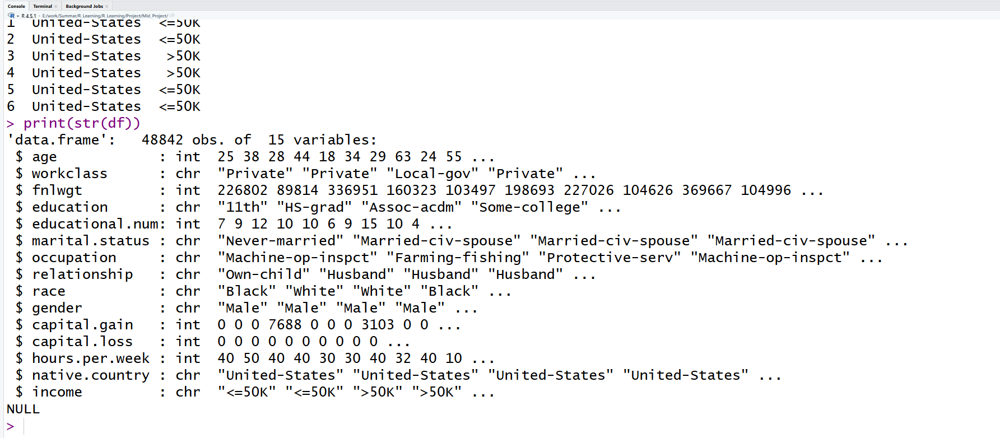 Console Terminal × Background Jobs ×
R 4.5.1 · E:/work/Summar/R_Learning/R_Learning/Project/Mid_Project/
1 United-States <=50K
2 United-States <=50K
3 United-States >50K
4 United-States >50K
5 United-States <=50K
6 United-States <=50K
> print(str(df))
'data.frame': 48842 obs. of 15 variables:
$ age : int 25 38 28 44 18 34 29 63 24 55 ...
$ workclass : chr "Private" "Private" "Local-gov" "Private" ...
$ fnlwgt : int 226802 89814 336951 160323 103497 198693 227026 104626 369667 104996 ...
$ education : chr "11th" "HS-grad" "Assoc-acdm" "Some-college" ...
$ educational.num: int 7 9 12 10 10 6 9 15 10 4 ...
$ marital.status : chr "Never-married" "Married-civ-spouse" "Married-civ-spouse" "Married-civ-spouse" ...
$ occupation : chr "Machine-op-inspct" "Farming-fishing" "Protective-serv" "Machine-op-inspct" ...
$ relationship : chr "Own-child" "Husband" "Husband" "Husband" ...
$ race : chr "Black" "White" "White" "Black" ...
$ gender : chr "Male" "Male" "Male" "Male" ...
$ capital.gain : int 0 0 0 7688 0 0 0 3103 0 0 ...
$ capital.loss : int 0 0 0 0 0 0 0 0 0 0 ...
$ hours.per.week : int 40 50 40 40 30 30 40 32 40 10 ...
$ native.country : chr "United-States" "United-States" "United-States" "United-States" ...
$ income : chr "<=50K" "<=50K" ">50K" ">50K" ...
NULL
>